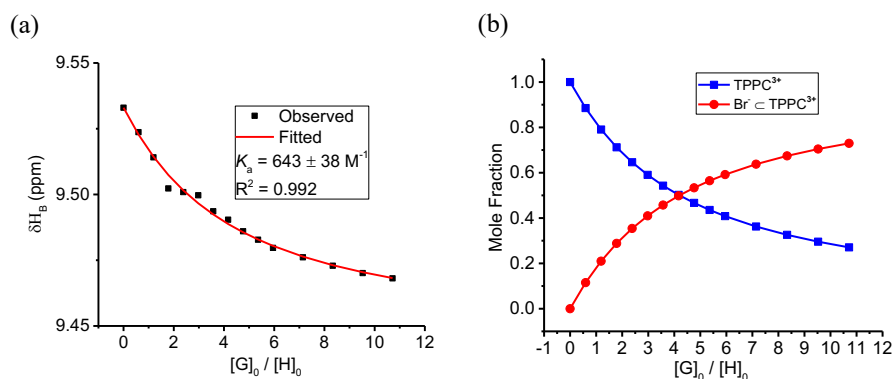 (a)
9.55
9.50
9.45
δH_B (ppm)
0 2 4 6 8 10 12
[G]₀ / [H]₀
Observed
Fitted
Kₐ = 643 ± 38 M⁻¹
R² = 0.992
(b)
1.0
0.8
0.6
0.4
0.2
0.0
Mole Fraction
-1 0 1 2 3 4 5 6 7 8 9 10 11 12
[G]₀ / [H]₀
TPPC³⁺
Br⁻ ⊂ TPPC³⁺